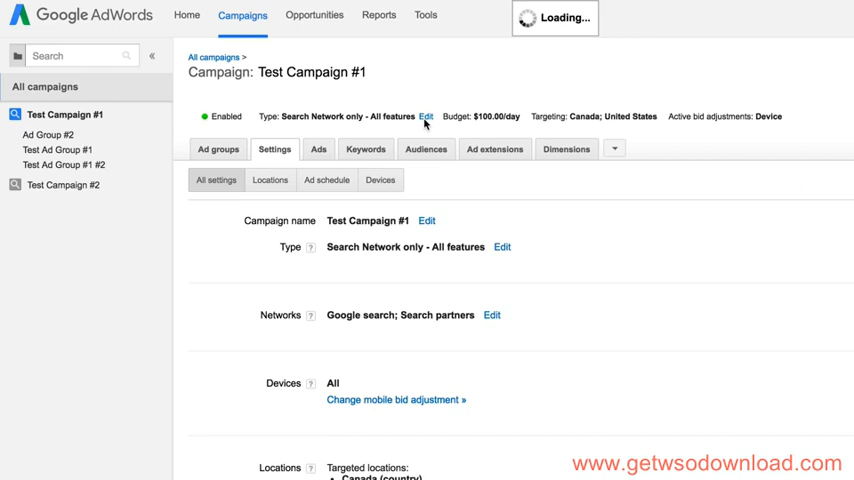 Google AdWords Home Campaigns Opportunities Reports Tools Loading...
Search «
All campaigns
Test Campaign #1
Ad Group #2
Test Ad Group #1
Test Ad Group #1 #2
Test Campaign #2
All campaigns >
Campaign: Test Campaign #1
Enabled Type: Search Network only - All features Edit Budget: $100.00/day Targeting: Canada; United States Active bid adjustments: Device
Ad groups Settings Ads Keywords Audiences Ad extensions Dimensions
All settings Locations Ad schedule Devices
Campaign name Test Campaign #1 Edit
Type ? Search Network only - All features Edit
Networks ? Google search; Search partners Edit
Devices ? All
Change mobile bid adjustment »
Locations ? Targeted locations:
Canada (country)
www.getwsodownload.com